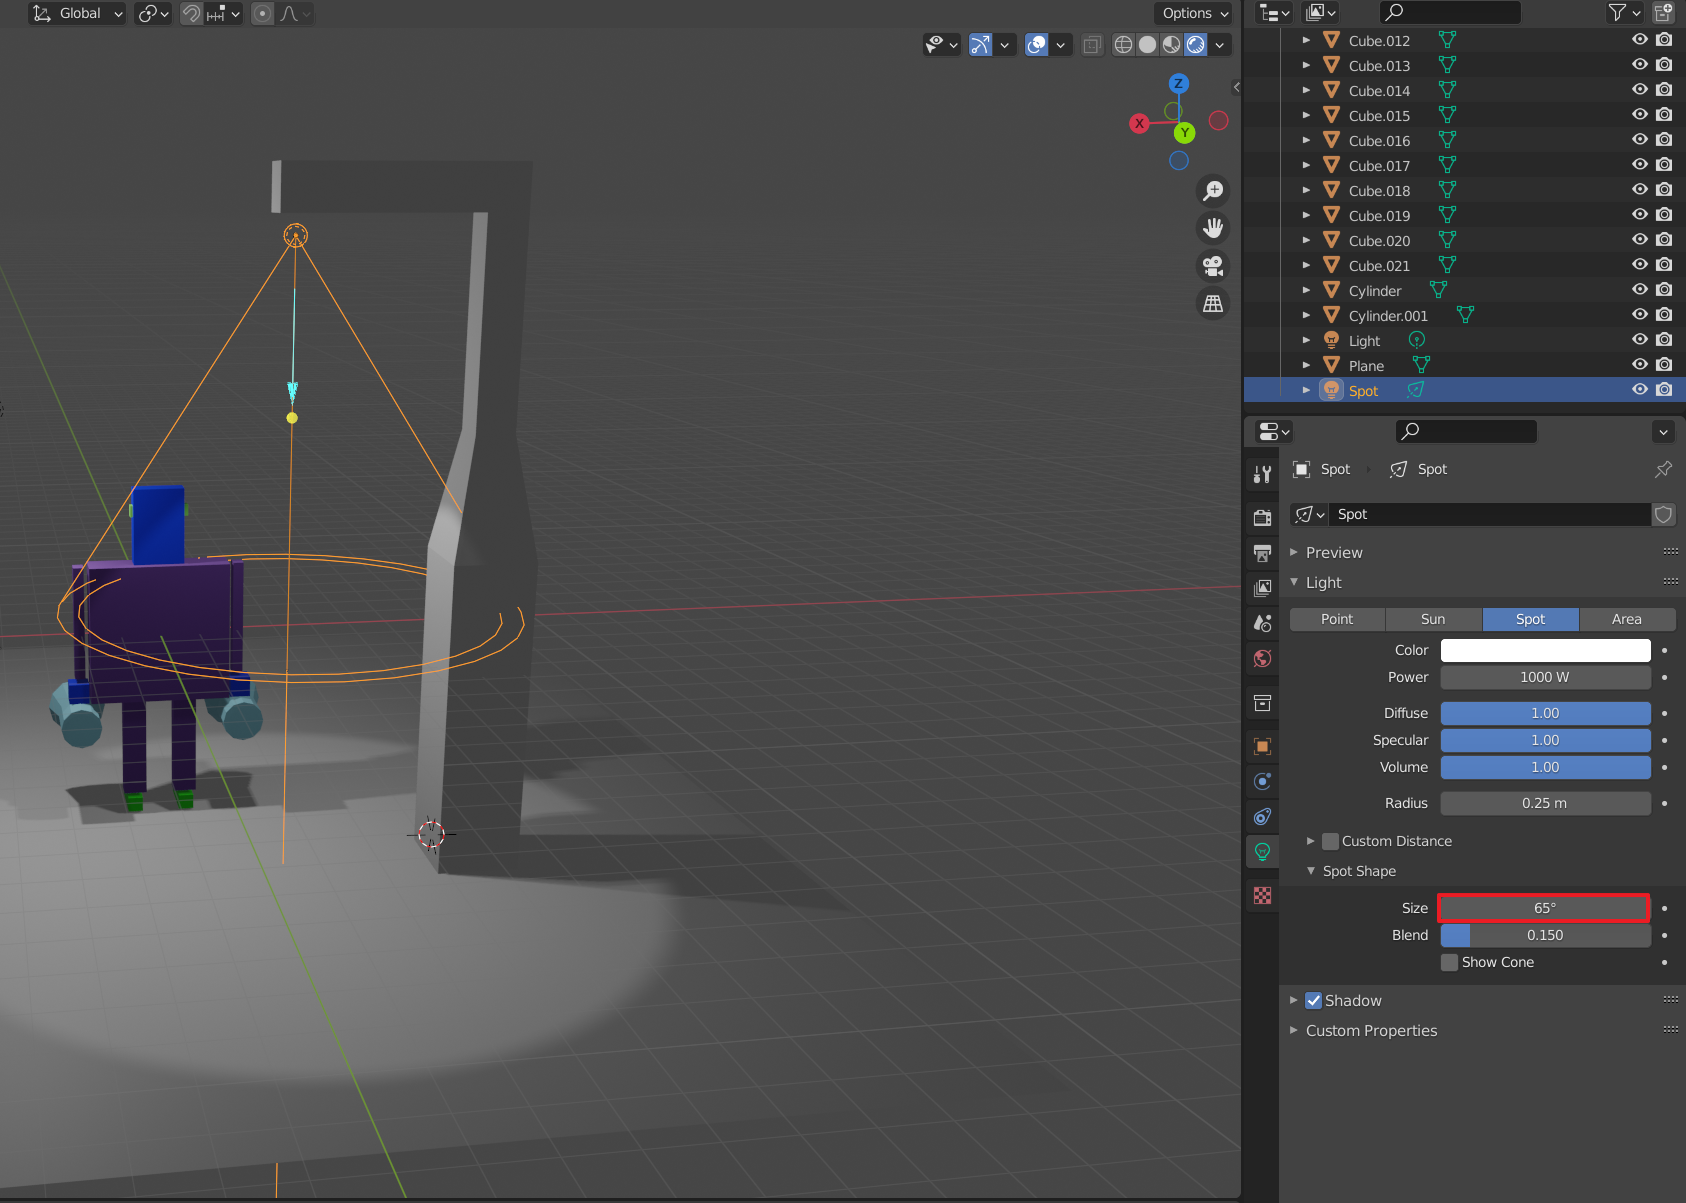 Global
Options
Z
X
Y
Cube.012
Cube.013
Cube.014
Cube.015
Cube.016
Cube.017
Cube.018
Cube.019
Cube.020
Cube.021
Cylinder
Cylinder.001
Light
Plane
Spot
Spot Spot
Spot
Preview
Light
Point Sun Spot Area
Color
Power 1000 W
Diffuse 1.00
Specular 1.00
Volume 1.00
Radius 0.25 m
Custom Distance
Spot Shape
Size 65°
Blend 0.150
Show Cone
Shadow
Custom Properties